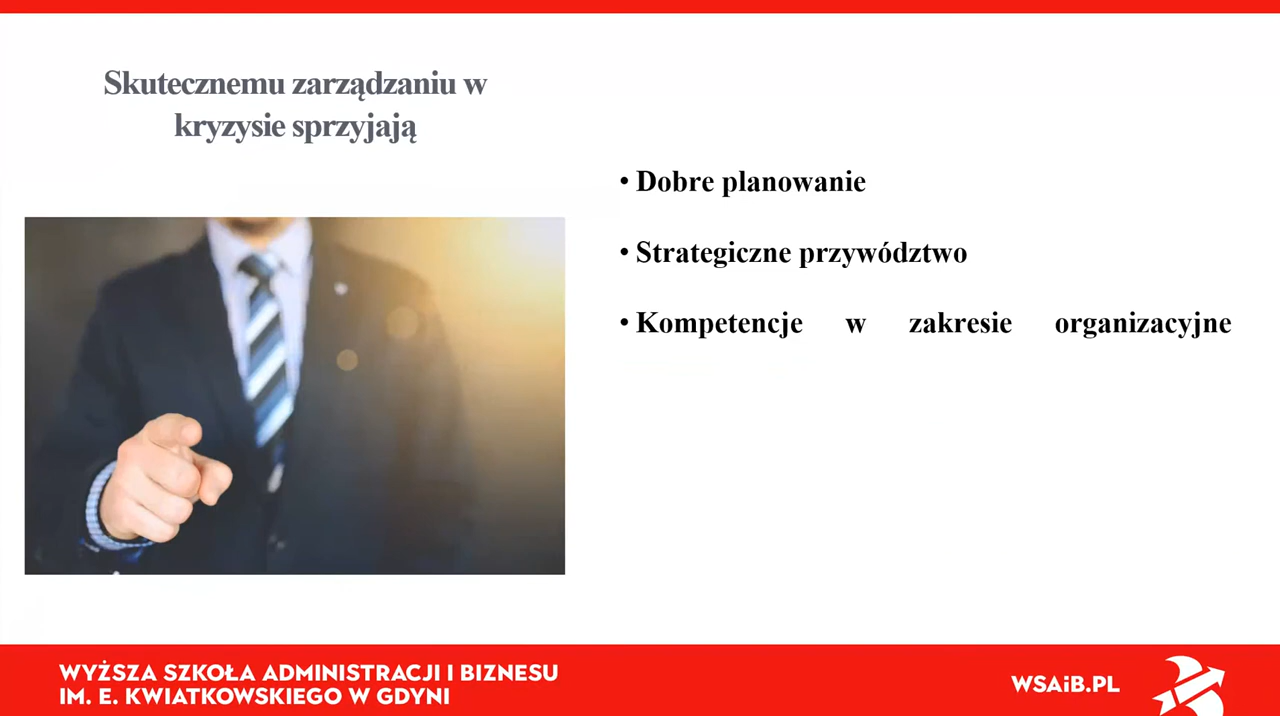 Skutecznemu zarządzaniu w
kryzysie sprzyjają
• Dobre planowanie
• Strategiczne przywództwo
• Kompetencje w zakresie organizacyjne
WYŻSZA SZKOŁA ADMINISTRACJI I BIZNESU
IM. E. KWIATKOWSKIEGO W GDYNI
WSAiB.PL